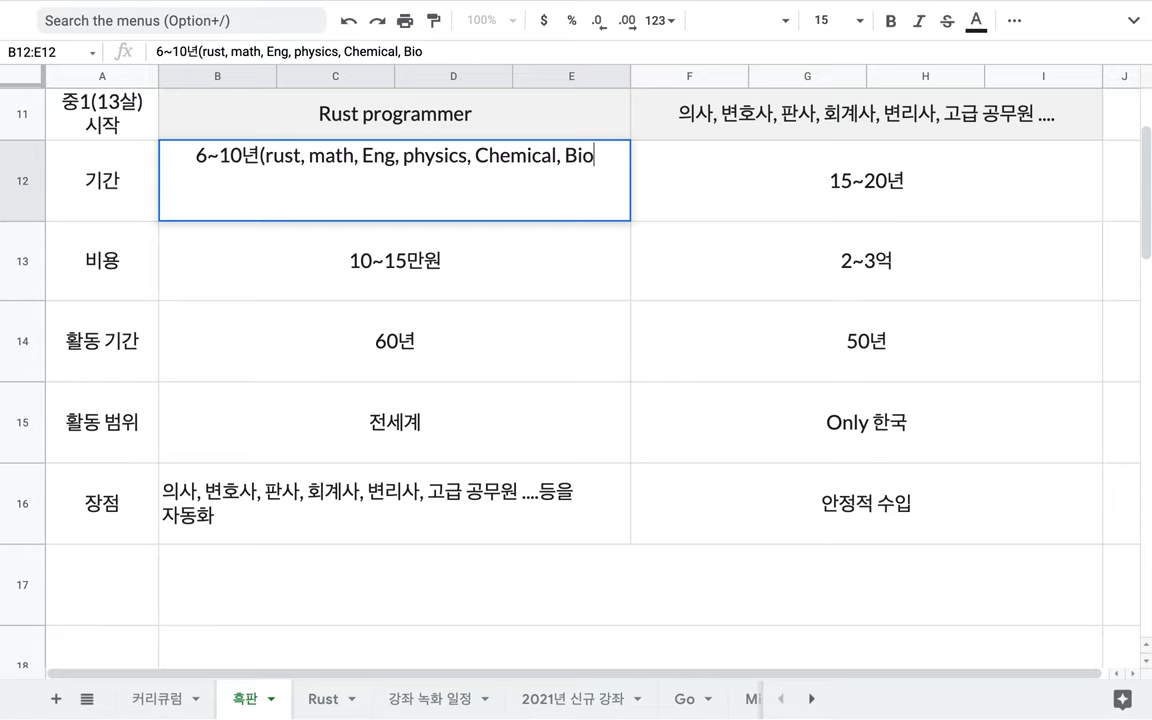 Search the menus (Option+/)
100%
$ % .0 .00 123
15
B I S A
B12:E12
fx
6~10년(rust, math, Eng, physics, Chemical, Bio
A B C D E F G H I J
11
중1(13살)
시작
Rust programmer
의사, 변호사, 판사, 회계사, 변리사, 고급 공무원 ....
12
기간
6~10년(rust, math, Eng, physics, Chemical, Bio
15~20년
13
비용
10~15만원
2~3억
14
활동 기간
60년
50년
15
활동 범위
전세계
Only 한국
16
장점
의사, 변호사, 판사, 회계사, 변리사, 고급 공무원 ....등을
자동화
안정적 수입
17
18
커리큐럼
흑판
Rust
강좌 녹화 일정
2021년 신규 강좌
Go
Mi